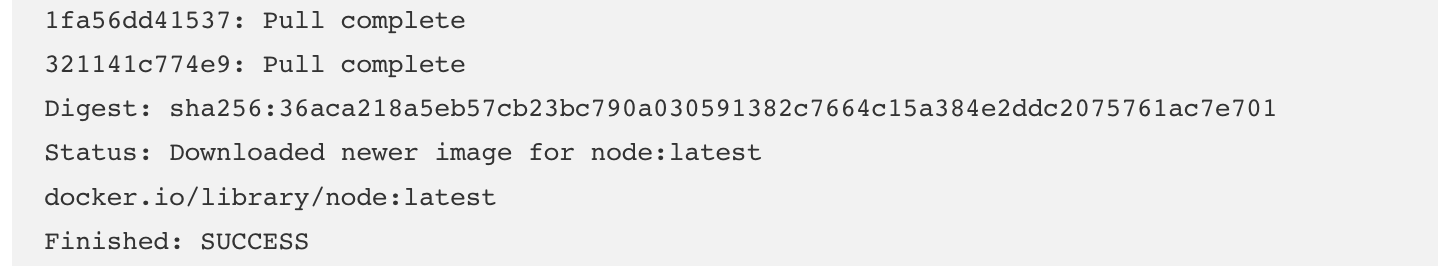 1fa56dd41537: Pull complete
321141c774e9: Pull complete
Digest: sha256:36aca218a5eb57cb23bc790a030591382c7664c15a384e2ddc2075761ac7e701
Status: Downloaded newer image for node:latest
docker.io/library/node:latest
Finished: SUCCESS